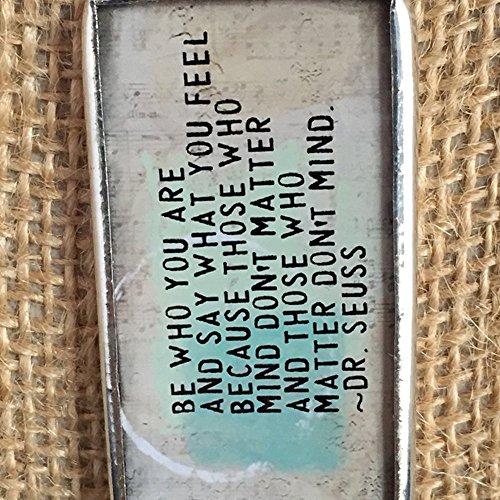 BE WHO YOU ARE
AND SAY WHAT YOU FEEL
BECAUSE THOSE WHO
MIND DON'T MATTER
AND THOSE WHO
MATTER DON'T MIND.
~DR. SEUSS